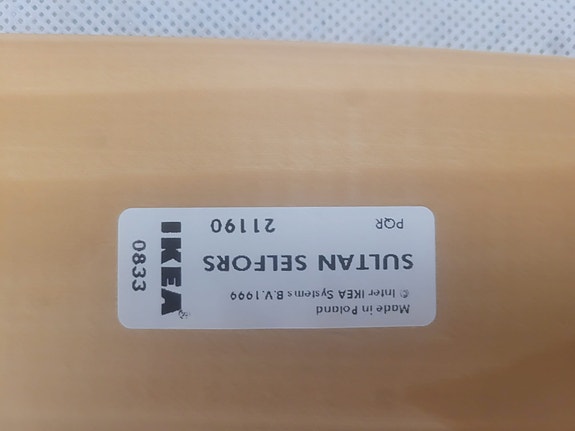 Made in Poland
© Inter IKEA Systems B.V. 1999
SULTAN SELFORS
PQR
21190
IKEA®
0833